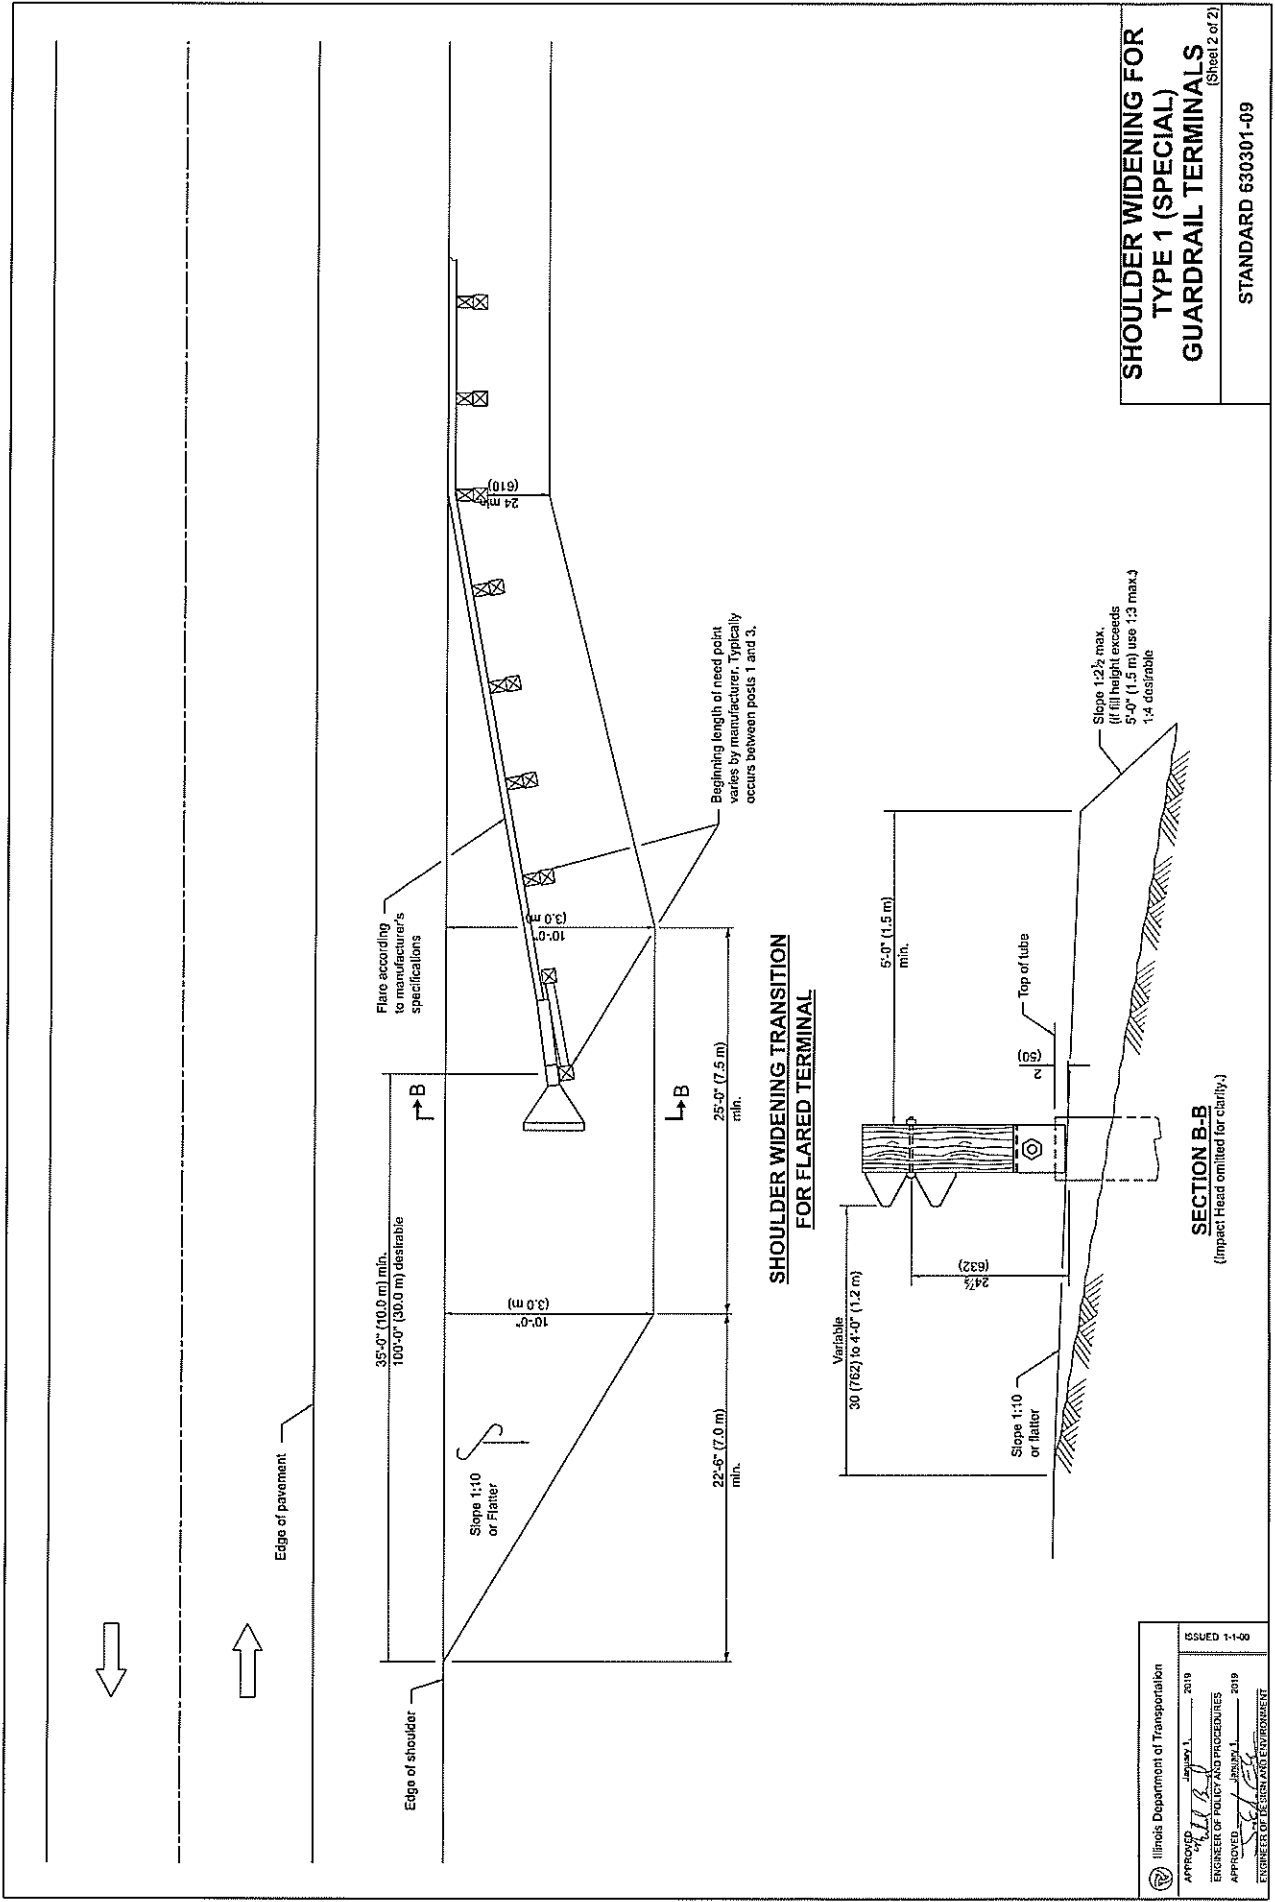 Edge of shoulder
Edge of pavement
35'-0" (10.0 m) min.
100'-0" (30.0 m) desirable
Flare according
to manufacturer's
specifications
B
Slope 1:10
or Flatter
10'-0"
(3.0 m)
10'-0"
(3.0 m)
24 min.
(610)
B
22'-6" (7.0 m)
min.
25'-0" (7.5 m)
min.
Beginning length of need point
varies by manufacturer. Typically
occurs between posts 1 and 3.
SHOULDER WIDENING TRANSITION
FOR FLARED TERMINAL
Variable
30 (762) to 4'-0" (1.2 m)
5'-0" (1.5 m)
min.
24⅞
(632)
2
(50)
Top of tube
Slope 1:10
or flatter
Slope 1:2½ max.
(If fill height exceeds
5'-0" (1.5 m) use 1:3 max.)
1:4 desirable
SECTION B-B
(Impact Head omitted for clarity.)
Illinois Department of Transportation
APPROVED January 1, 2019
ENGINEER OF POLICY AND PROCEDURES
APPROVED January 1, 2019
ENGINEER OF DESIGN AND ENVIRONMENT
ISSUED 1-1-00
SHOULDER WIDENING FOR
TYPE 1 (SPECIAL)
GUARDRAIL TERMINALS
(Sheet 2 of 2)
STANDARD 630301-09